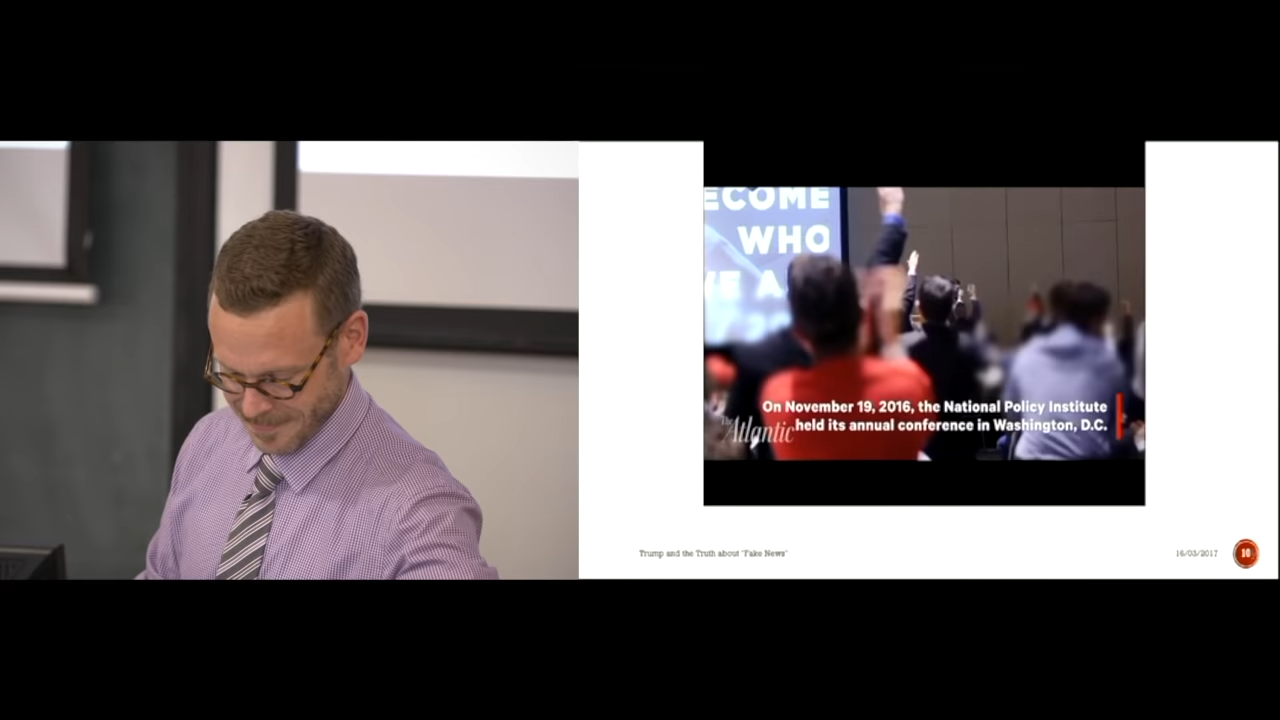 ECOME
WHO
WE A
On November 19, 2016, the National Policy Institute
held its annual conference in Washington, D.C.
The
Atlantic
Trump and the Truth about "Fake News"
16/03/2017
10